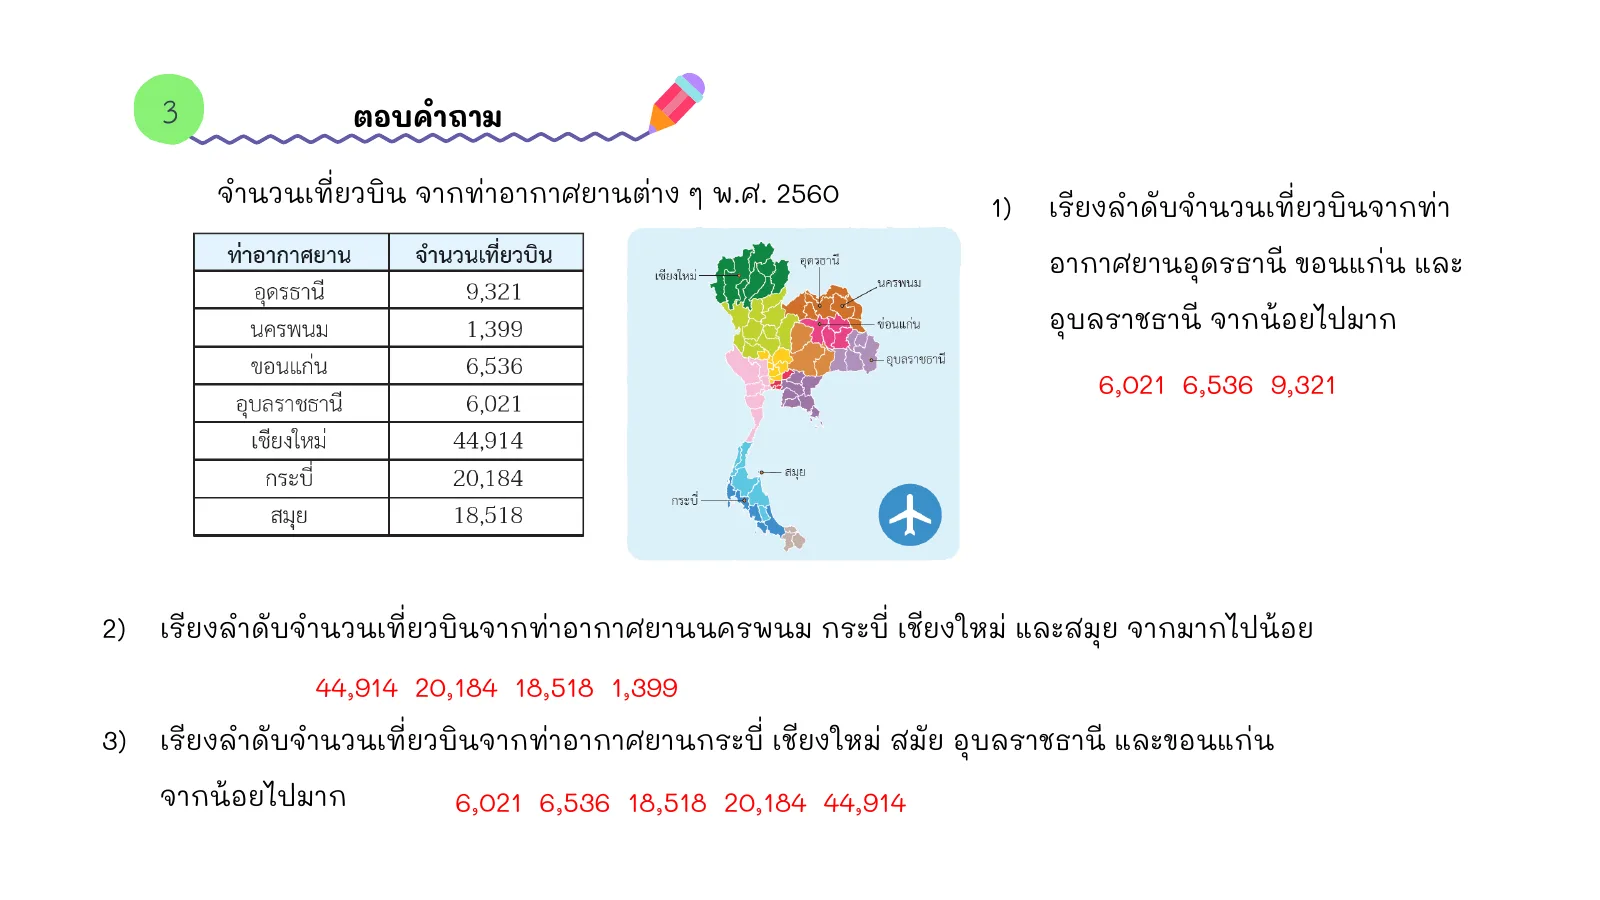 3
ตอบคำถาม
จำนวนเที่ยวบิน จากท่าอากาศยานต่าง ๆ พ.ศ. 2560
ท่าอากาศยาน จำนวนเที่ยวบิน
อุดรธานี 9,321
นครพนม 1,399
ขอนแก่น 6,536
อุบลราชธานี 6,021
เชียงใหม่ 44,914
กระบี่ 20,184
สมุย 18,518
เชียงใหม่
อุดรธานี
นครพนม
ข่อนแก่น
อุบลราชธานี
สมุย
กระบี่
1) เรียงลำดับจำนวนเที่ยวบินจากท่า
อากาศยานอุดรธานี ขอนแก่น และ
อุบลราชธานี จากน้อยไปมาก
6,021 6,536 9,321
2) เรียงลำดับจำนวนเที่ยวบินจากท่าอากาศยานนครพนม กระบี่ เชียงใหม่ และสมุย จากมากไปน้อย
44,914 20,184 18,518 1,399
3) เรียงลำดับจำนวนเที่ยวบินจากท่าอากาศยานกระบี่ เชียงใหม่ สมัย อุบลราชธานี และขอนแก่น
จากน้อยไปมาก
6,021 6,536 18,518 20,184 44,914